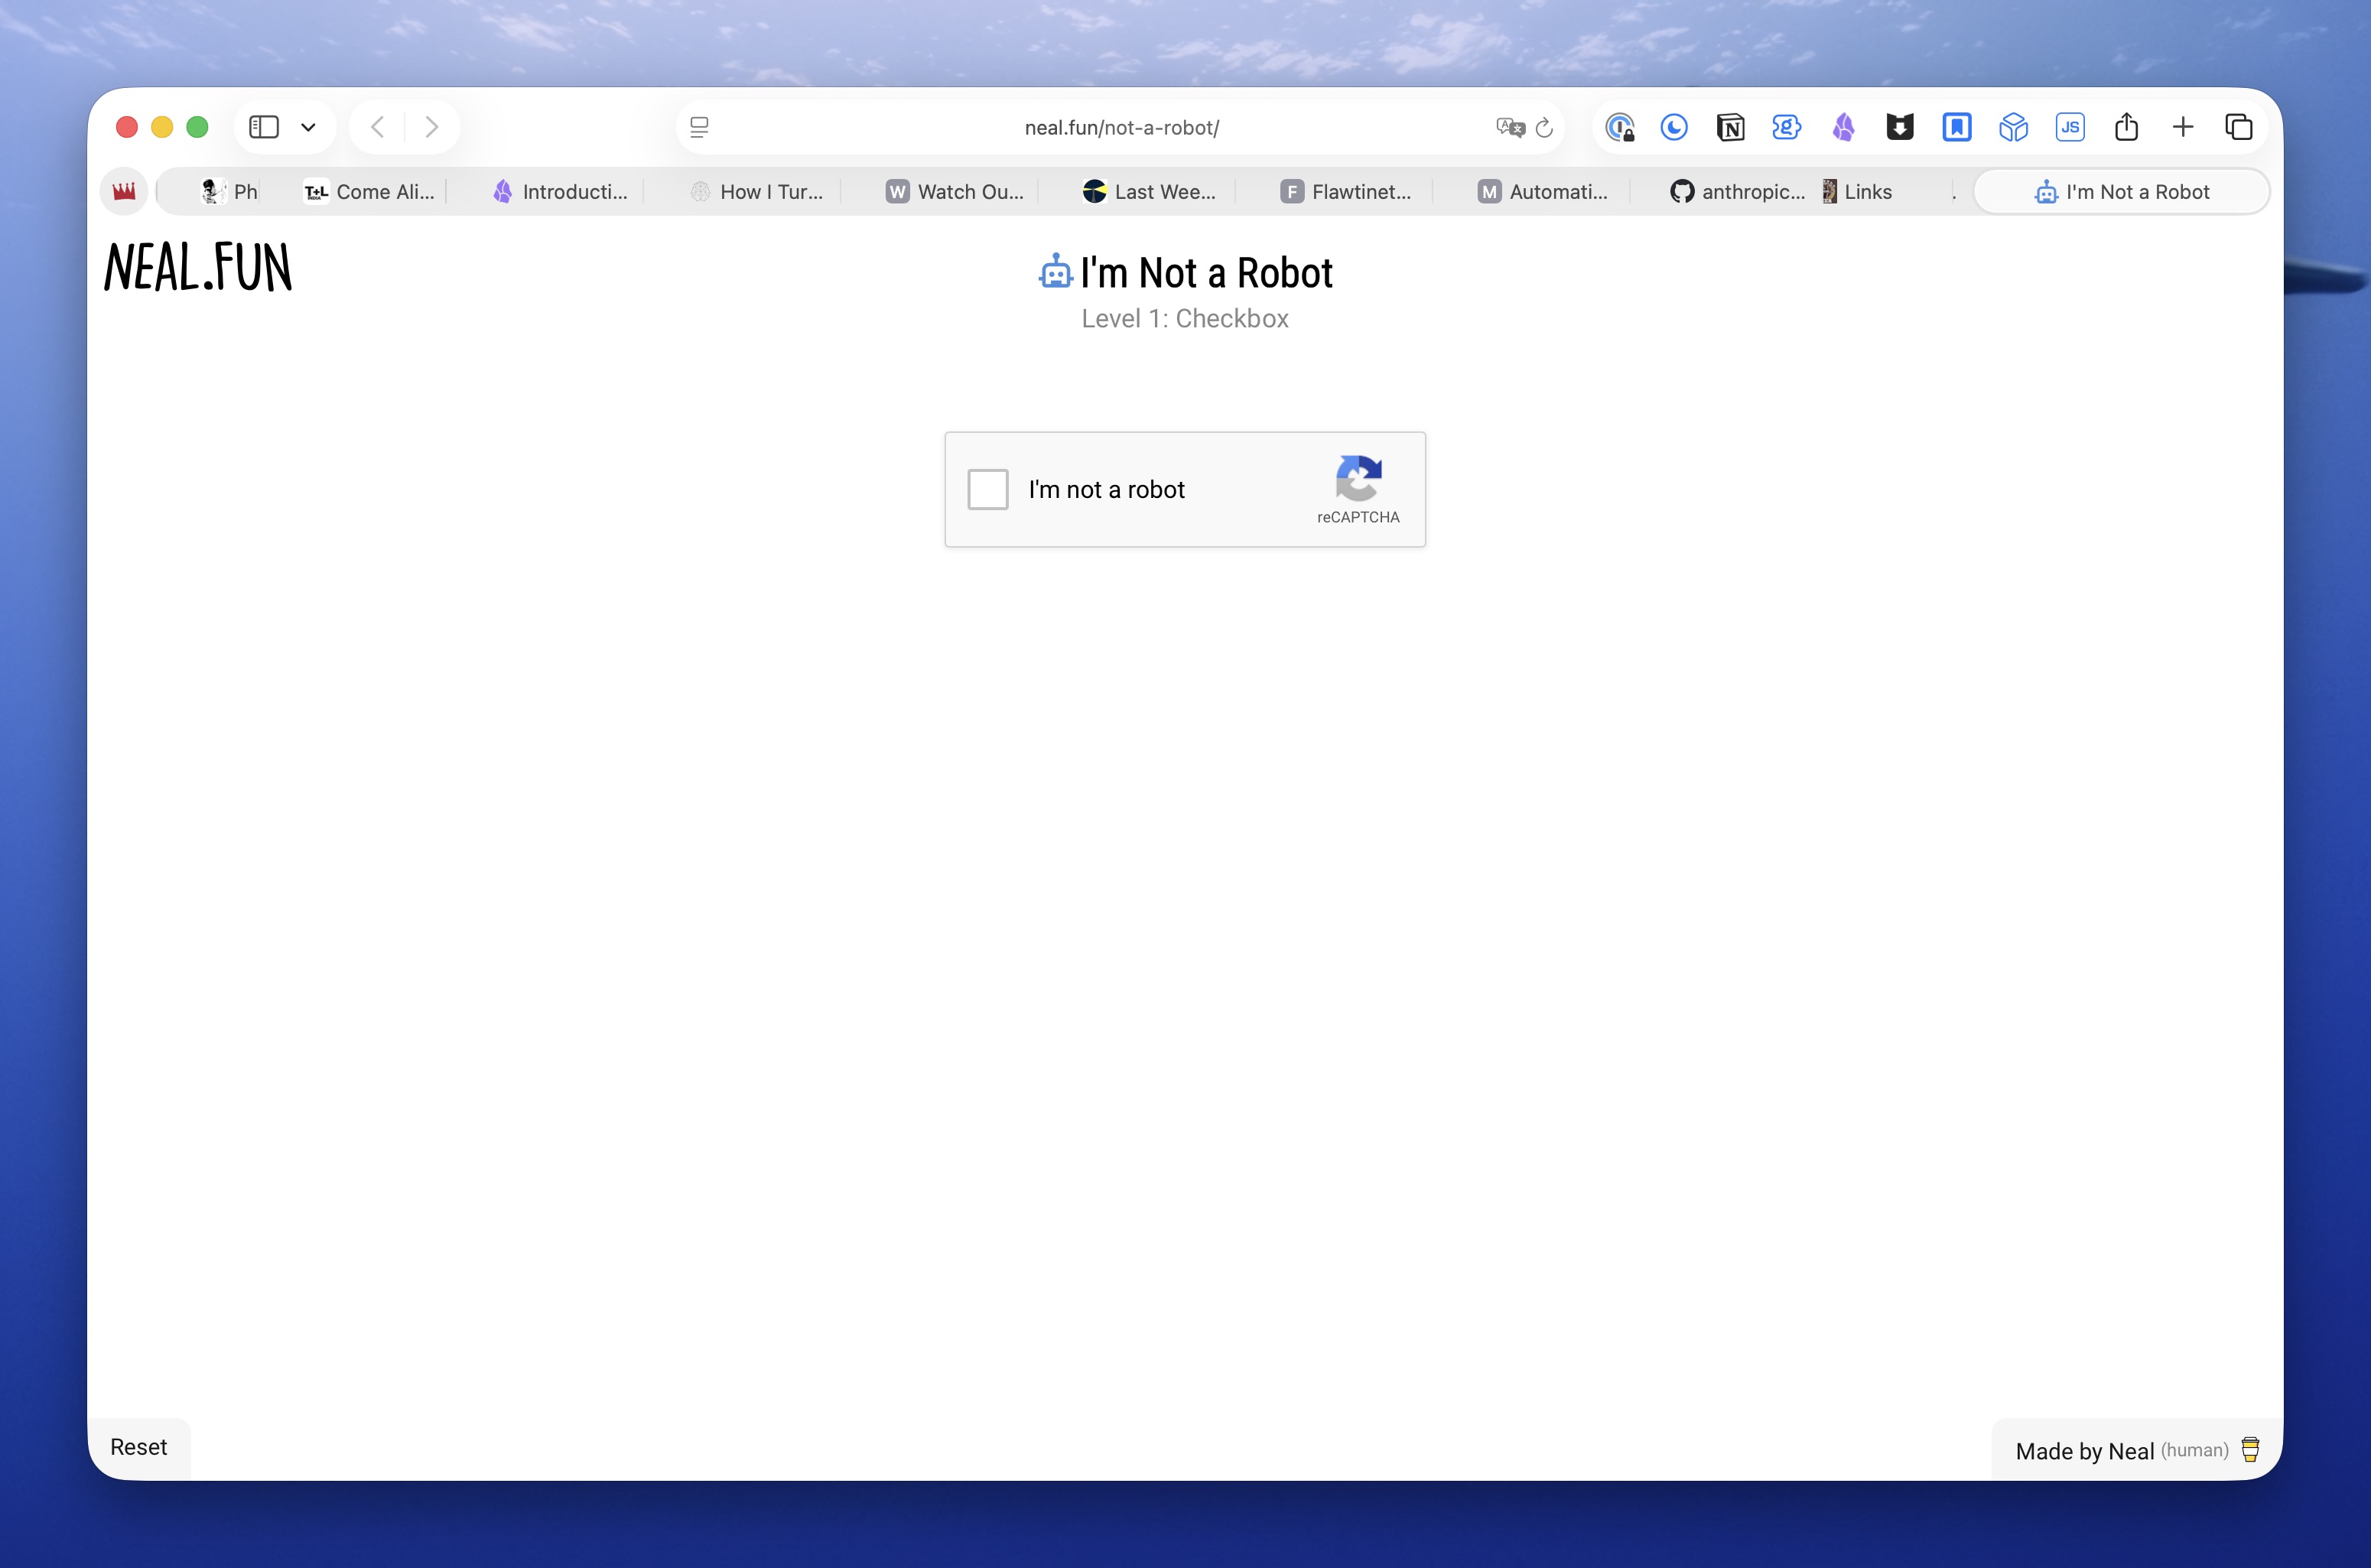 neal.fun/not-a-robot/
Ph
T+L INDIA Come Ali...
Introducti...
How I Tur...
W Watch Ou...
Last Wee...
F Flawtinet...
M Automati...
anthropic...
Links
.
I'm Not a Robot
NEAL.FUN
I'm Not a Robot
Level 1: Checkbox
I'm not a robot
reCAPTCHA
Reset
Made by Neal (human)